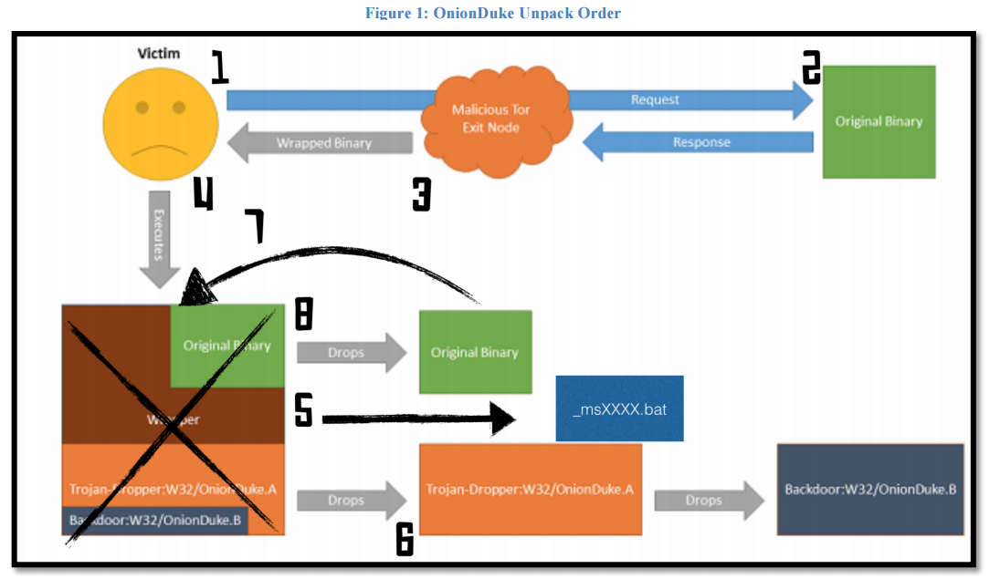 Figure 1: OnionDuke Unpack Order
Victim
1
2
Request
Malicious Tor
Exit Node
Original Binary
Wrapped Binary
Response
4
3
Executes
7
8
Original Binary
Drops
Original Binary
5
_msXXXX.bat
Wrapper
Trojan-Dropper:W32/OnionDuke.A
Drops
Trojan-Dropper:W32/OnionDuke.A
Drops
Backdoor:W32/OnionDuke.B
Backdoor:W32/OnionDuke.B
6